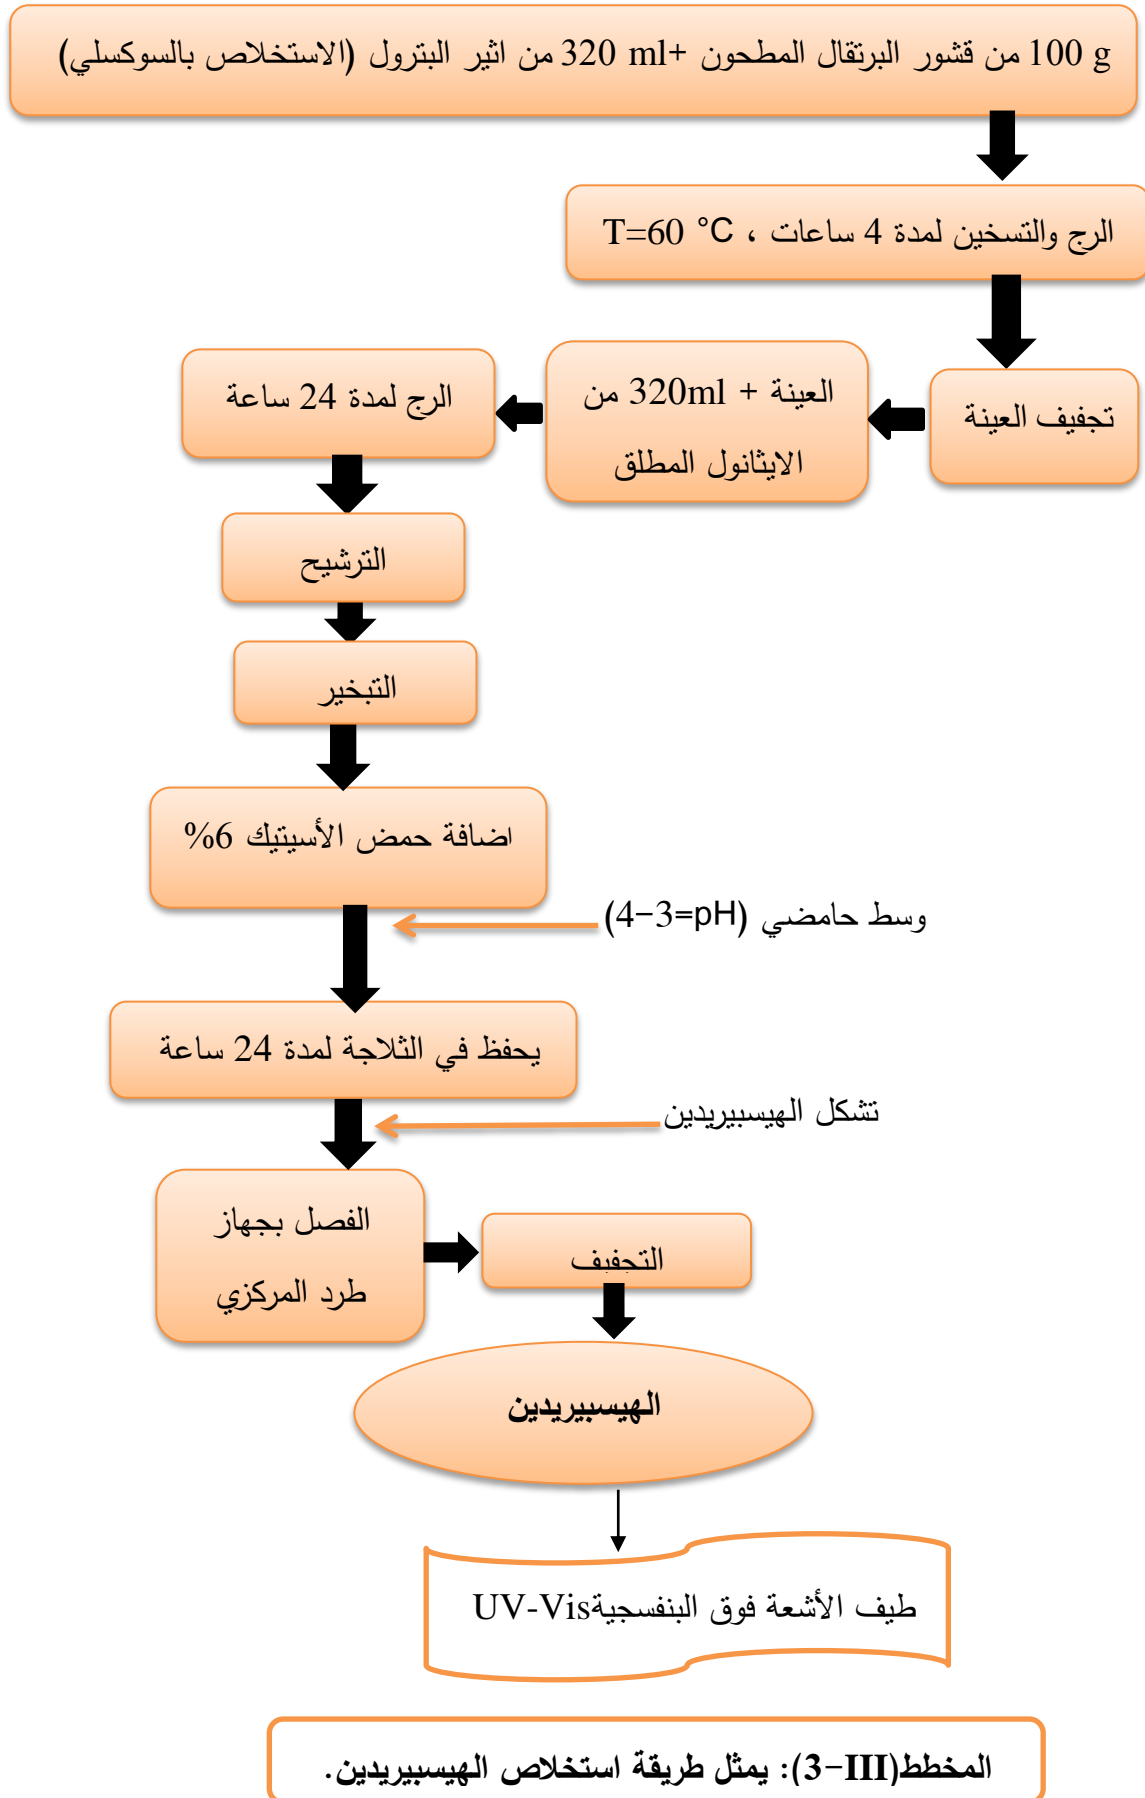 100 g من قشور البرتقال المطحون +320 ml من اثير البترول (الاستخلاص بالسوكسلي)
الرج والتسخين لمدة 4 ساعات ، T=60 °C
تجفيف العينة
العينة + 320ml من
الايثانول المطلق
الرج لمدة 24 ساعة
الترشيح
التبخير
اضافة حمض الأسيتيك 6%
وسط حامضي (pH=3-4)
يحفظ في الثلاجة لمدة 24 ساعة
تشكل الهيسبيريدين
الفصل بجهاز
طرد المركزي
التجفيف
الهيسبيريدين
طيف الأشعة فوق البنفسجيةUV-Vis
المخطط(III-3): يمثل طريقة استخلاص الهيسبيريدين.